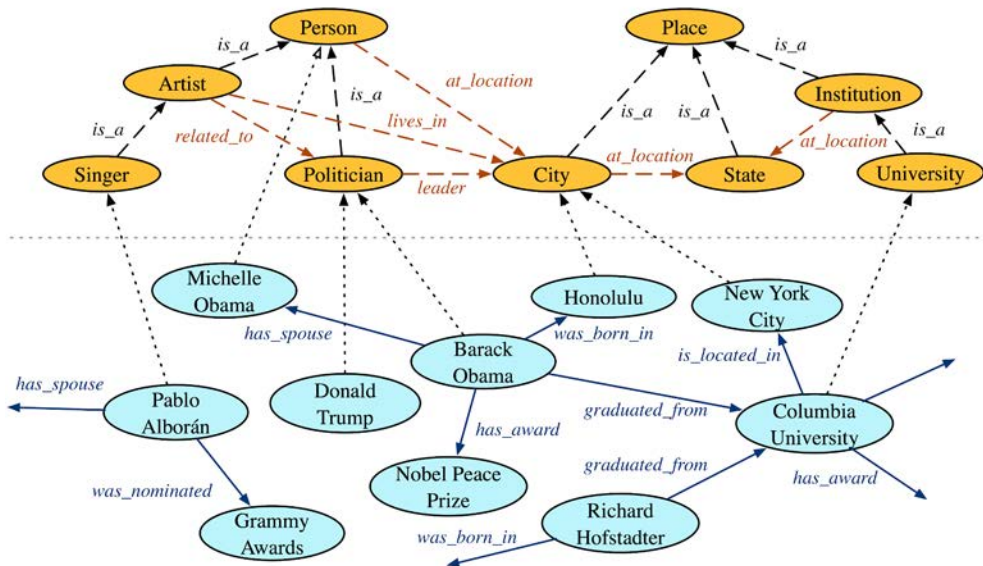 Person
Place
is_a
is_a
Artist
at_location
Institution
is_a
is_a
is_a
is_a
lives_in
is_a
related_to
at_location
at_location
Singer
Politician
City
State
University
leader
Michelle
Obama
Honolulu
New York
City
has_spouse
was_born_in
Barack
Obama
is_located_in
has_spouse
Pablo
Alborán
Donald
Trump
graduated_from
Columbia
University
has_award
graduated_from
Nobel Peace
Prize
has_award
was_nominated
Grammy
Awards
Richard
Hofstadter
was_born_in